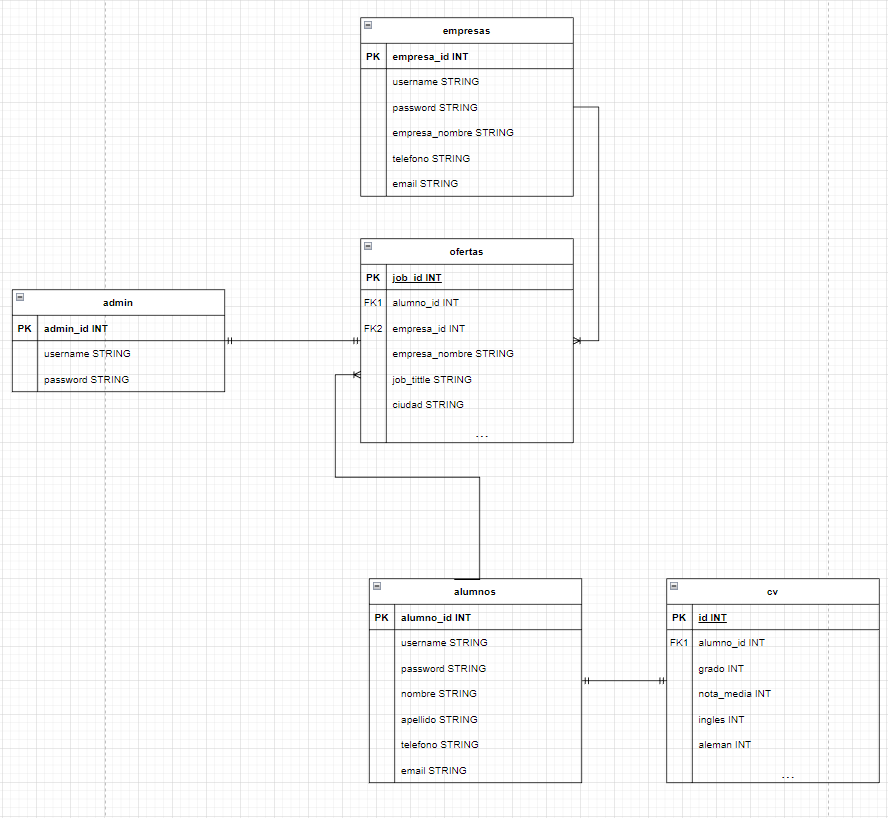 empresas
PK empresa_id INT
username STRING
password STRING
empresa_nombre STRING
telefono STRING
email STRING
ofertas
PK job_id INT
FK1 alumno_id INT
FK2 empresa_id INT
empresa_nombre STRING
job_tittle STRING
ciudad STRING
...
admin
PK admin_id INT
username STRING
password STRING
alumnos
PK alumno_id INT
username STRING
password STRING
nombre STRING
apellido STRING
telefono STRING
email STRING
cv
PK id INT
FK1 alumno_id INT
grado INT
nota_media INT
ingles INT
aleman INT
...